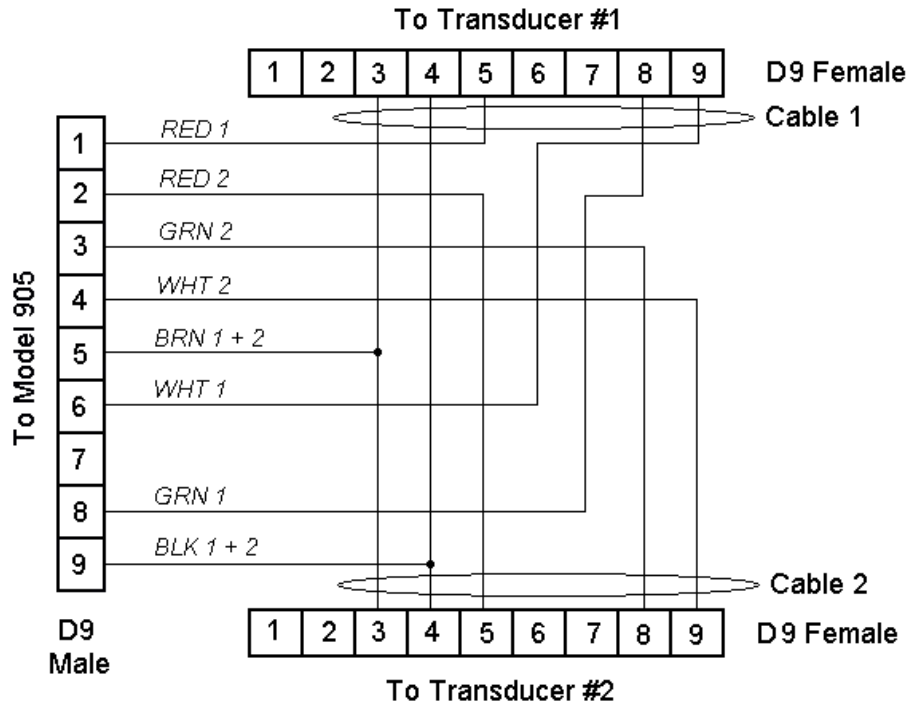 To Transducer #1
1 2 3 4 5 6 7 8 9
D9 Female
Cable 1
To Model 905
1
RED 1
2
RED 2
3
GRN 2
4
WHT 2
5
BRN 1 + 2
6
WHT 1
7
8
GRN 1
9
BLK 1 + 2
Cable 2
D9
Male
1 2 3 4 5 6 7 8 9
D9 Female
To Transducer #2